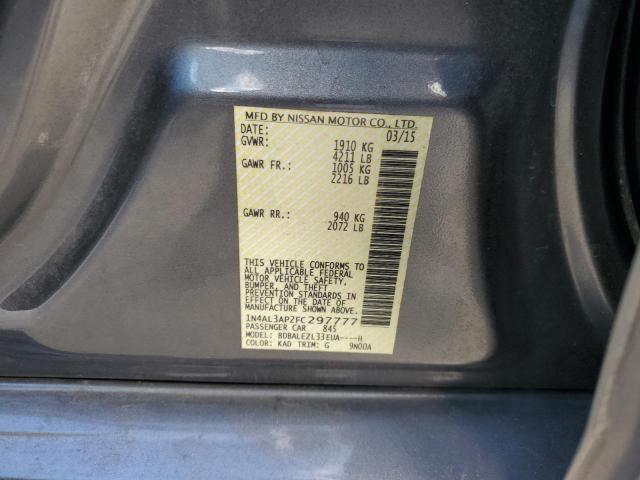 MFD BY NISSAN MOTOR CO., LTD.
DATE: 03/15
GVWR: 1910 KG
4211 LB
GAWR FR.: 1005 KG
2216 LB
GAWR RR.: 940 KG
2072 LB
THIS VEHICLE CONFORMS TO
ALL APPLICABLE FEDERAL
MOTOR VEHICLE SAFETY,
BUMPER, AND THEFT
PREVENTION STANDARDS IN
EFFECT ON THE DATE OF
MANUFACTURE SHOWN ABOVE.
1N4AL3AP2FC297777
PASSENGER CAR 845
MODEL: BDBALEZL33EUA----H
COLOR: KAD TRIM: G 9N00A